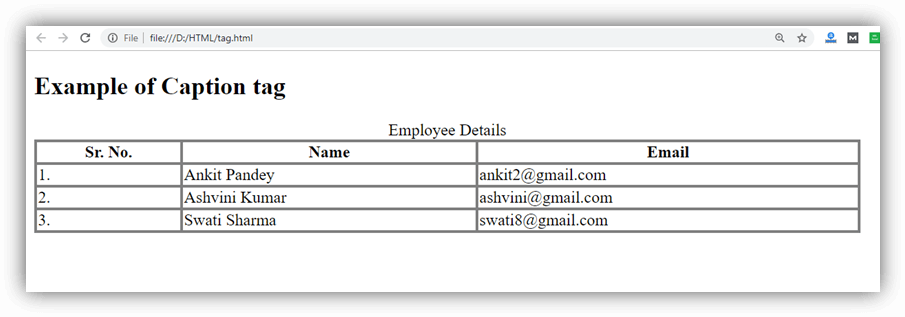 File file:///D:/HTML/tag.html
Example of Caption tag
Employee Details
Sr. No. Name Email
1. Ankit Pandey ankit2@gmail.com
2. Ashvini Kumar ashvini@gmail.com
3. Swati Sharma swati8@gmail.com